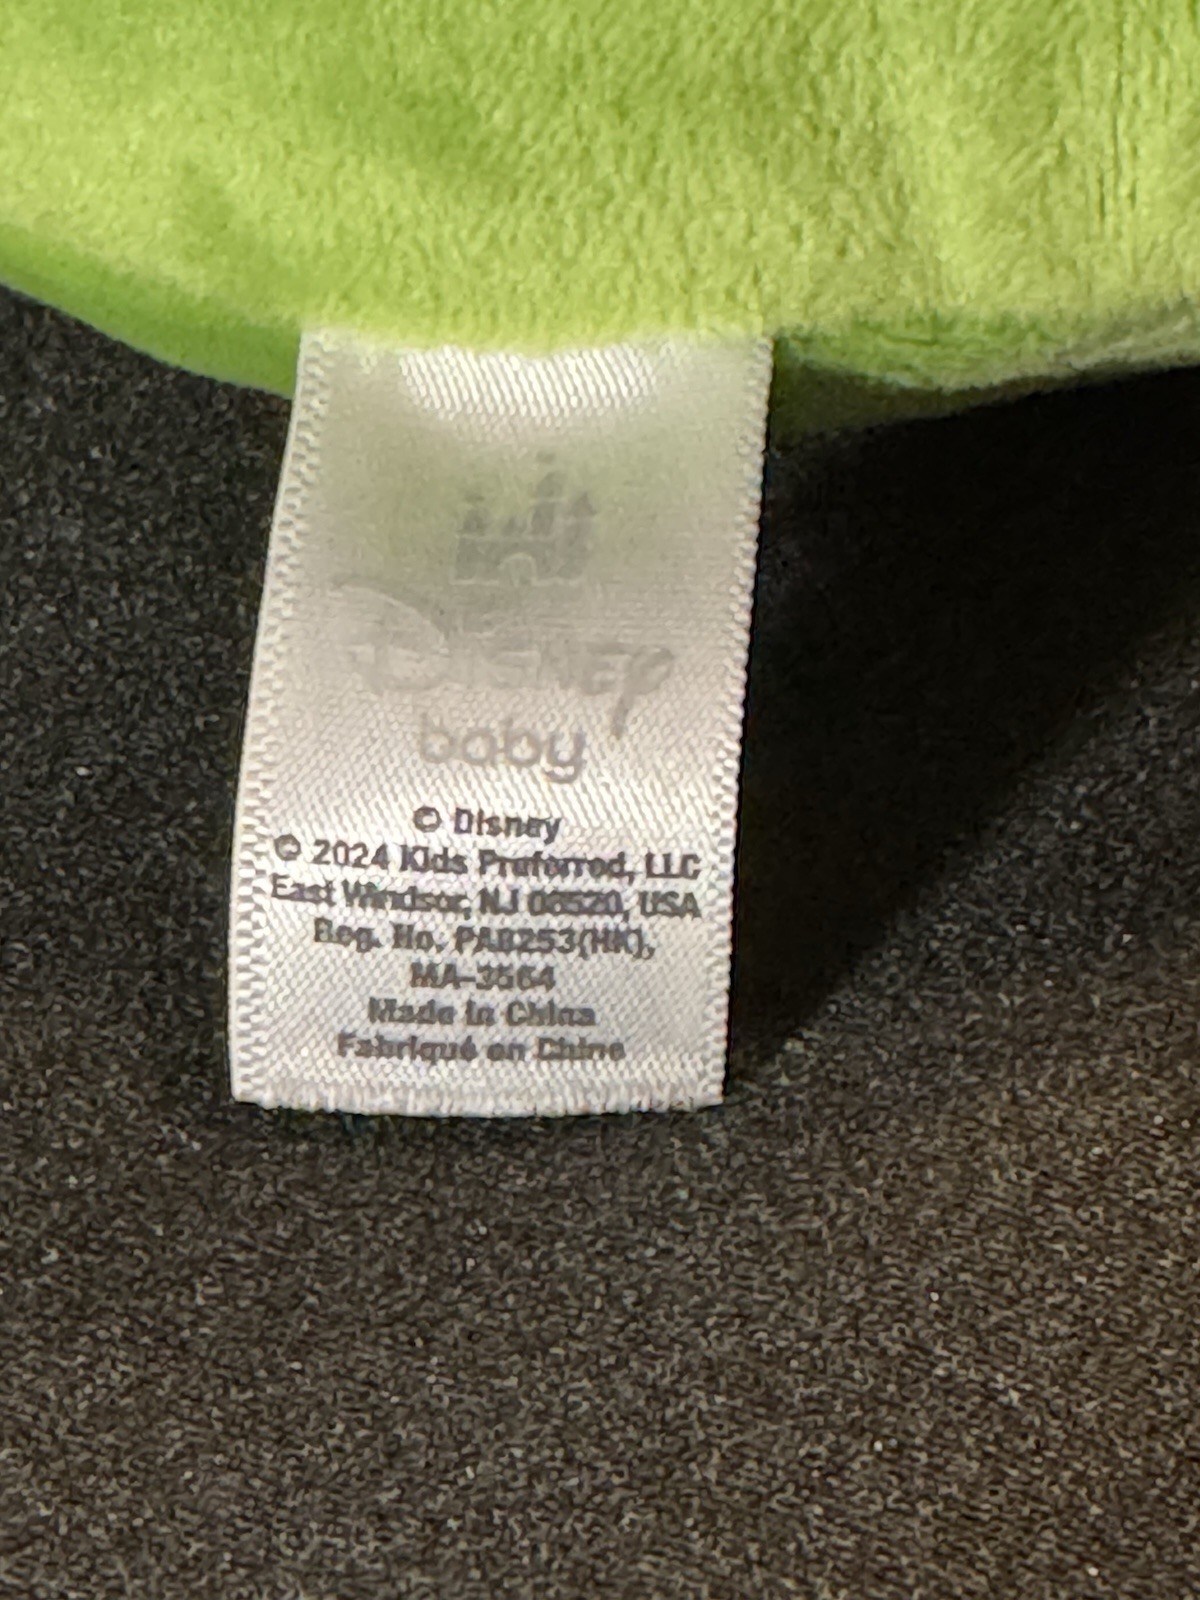 Disney
baby
© Disney
© 2024 Kids Preferred, LLC
East Windsor, NJ 08520, USA
Reg. No. PA8253(HK),
MA-3564
Made in China
Fabriqué en Chine